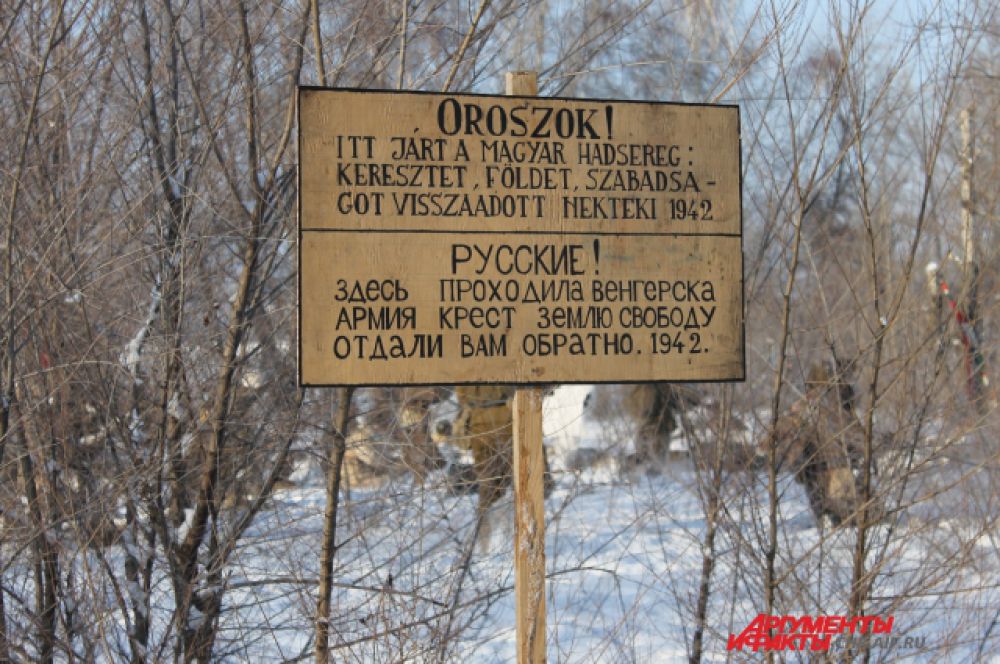 OROSZOK!
ITT JÁRT A MAGYAR HADSEREG:
KERESZTET, FÖLDET, SZABADSA-
GOT VISSZAADOTT NEKTEKI 1942
РУССКИЕ!
ЗДЕСЬ ПРОХОДИЛА ВЕНГЕРСКА
АРМИЯ КРЕСТ ЗЕМЛЮ СВОБОДУ
ОТДАЛИ ВАМ ОБРАТНО. 1942.
АРГУМЕНТЫ
ФАКТЫ